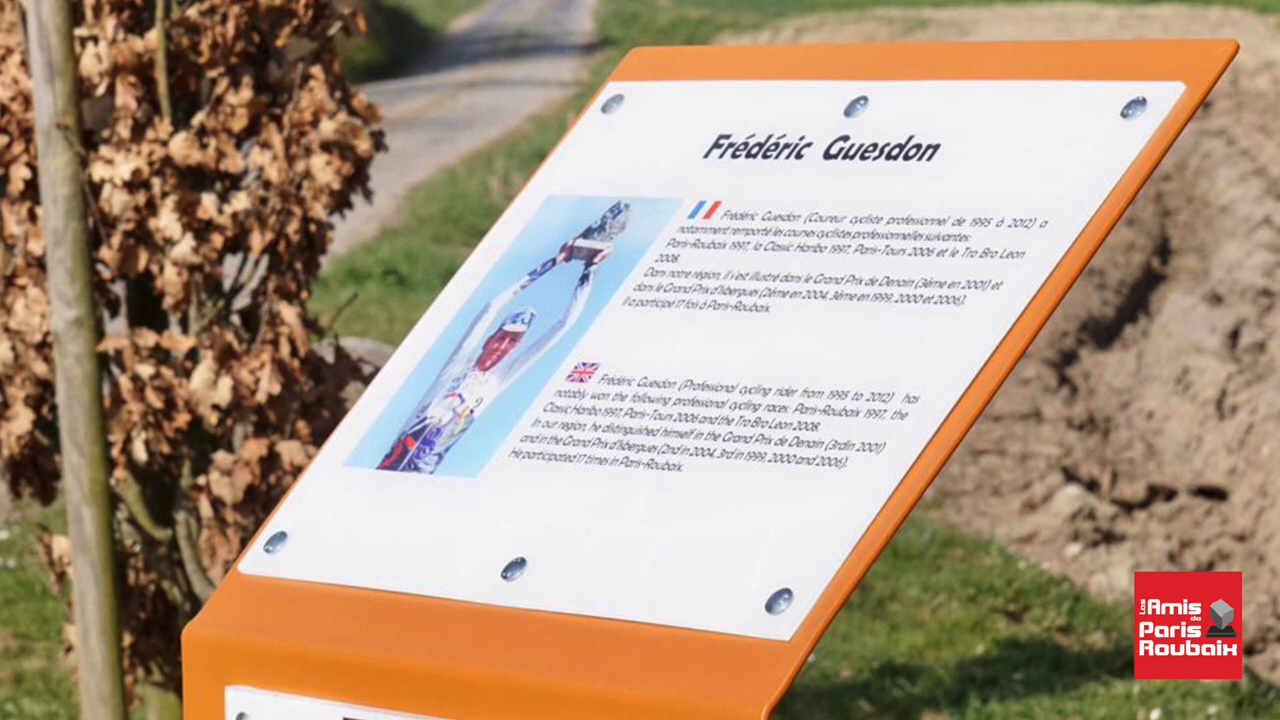 Frédéric Guesdon
Frédéric Guesdon (Coureur cycliste professionnel de 1995 à 2012) a
notamment remporté les courses cyclistes professionnelles suivantes:
Paris-Roubaix 1997, la Classic Haribo 1997, Paris-Tours 2006 et le Tro Bro Leon
2008.
Dans notre région, il s'est illustré dans le Grand Prix de Denain (3ème en 2001) et
dans le Grand Prix d'Isbergues (2ème en 2004, 3ème en 1999, 2000 et 2006).
Il a participé 17 fois à Paris-Roubaix.
Frédéric Guesdon (Professional cycling rider from 1995 to 2012) has
notably won the following professional cycling races: Paris-Roubaix 1997, the
Classic Haribo 1997, Paris-Tours 2006 and the Tro Bro Leon 2008.
In our region, he distinguished himself in the Grand Prix de Denain (3rdin 2001)
and in the Grand Prix d'Isbergues (2nd in 2004, 3rd in 1999, 2000 and 2006).
He participated 17 times in Paris-Roubaix.
Les Amis de
Paris
Roubaix